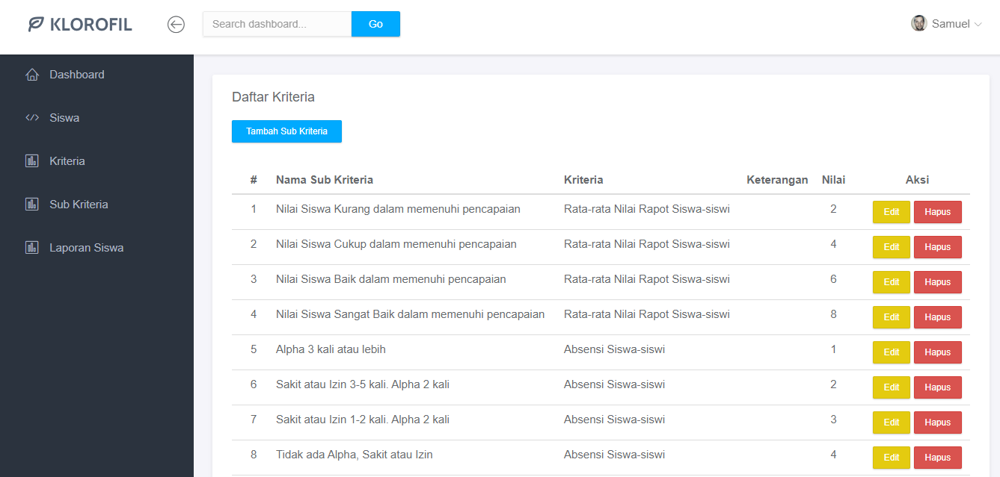 KLOROFIL
Search dashboard...
Go
Samuel
Dashboard
Siswa
Kriteria
Sub Kriteria
Laporan Siswa
Daftar Kriteria
Tambah Sub Kriteria
# Nama Sub Kriteria Kriteria Keterangan Nilai Aksi
1 Nilai Siswa Kurang dalam memenuhi pencapaian Rata-rata Nilai Rapot Siswa-siswi 2 Edit Hapus
2 Nilai Siswa Cukup dalam memenuhi pencapaian Rata-rata Nilai Rapot Siswa-siswi 4 Edit Hapus
3 Nilai Siswa Baik dalam memenuhi pencapaian Rata-rata Nilai Rapot Siswa-siswi 6 Edit Hapus
4 Nilai Siswa Sangat Baik dalam memenuhi pencapaian Rata-rata Nilai Rapot Siswa-siswi 8 Edit Hapus
5 Alpha 3 kali atau lebih Absensi Siswa-siswi 1 Edit Hapus
6 Sakit atau Izin 3-5 kali. Alpha 2 kali Absensi Siswa-siswi 2 Edit Hapus
7 Sakit atau Izin 1-2 kali. Alpha 2 kali Absensi Siswa-siswi 3 Edit Hapus
8 Tidak ada Alpha, Sakit atau Izin Absensi Siswa-siswi 4 Edit Hapus